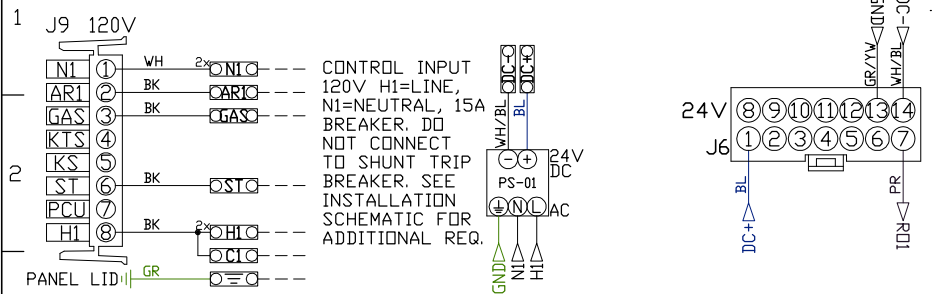 1
J9 120V
N1 1 WH 2x N1
AR1 2 BK AR1
GAS 3 BK GAS
KTS 4
KS 5
ST 6 BK ST
PCU 7
H1 8 BK 2x H1
C1
PANEL LID GR
2
CONTROL INPUT
120V H1=LINE,
N1=NEUTRAL, 15A
BREAKER. DO
NOT CONNECT
TO SHUNT TRIP
BREAKER. SEE
INSTALLATION
SCHEMATIC FOR
ADDITIONAL REQ.
DC- DC+
WH/BL BL
- + 24V
DC
PS-01
N L AC
GND N1 H1
GND DC-
GR/YW WH/BL
24V 8 9 10 11 12 13 14
J6 1 2 3 4 5 6 7
BL PR
DC+ RO1